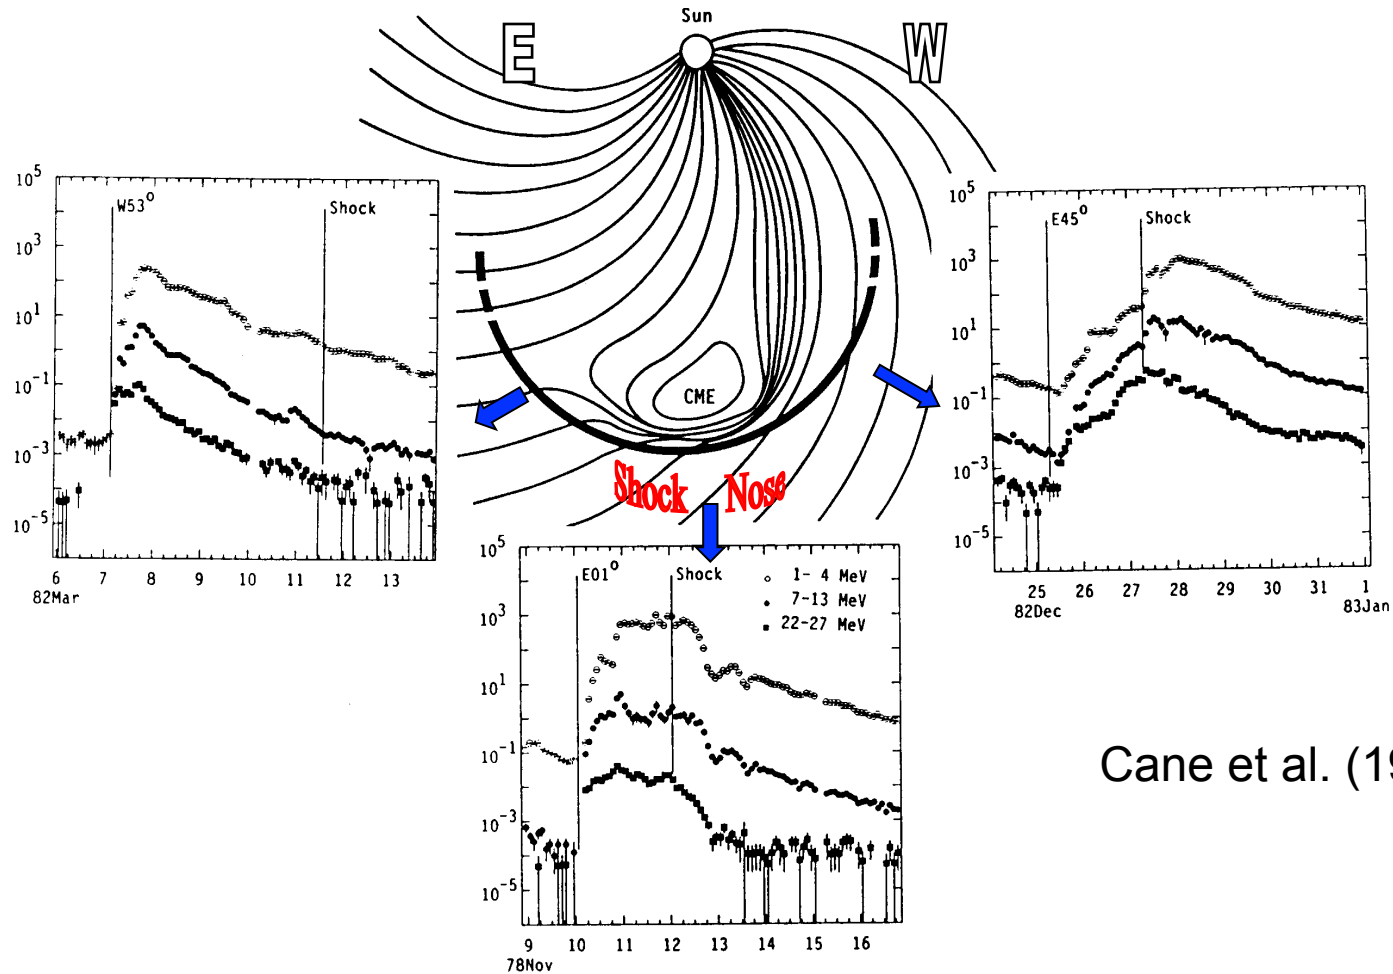 Sun
E
W
10^5
10^3
10^1
10^-1
10^-3
10^-5
W53°
Shock
6 7 8 9 10 11 12 13
82Mar
CME
Shock Nose
10^5
10^3
10^1
10^-1
10^-3
10^-5
E45°
Shock
25 26 27 28 29 30 31 1
82Dec
83Jan
10^5
10^3
10^1
10^-1
10^-3
10^-5
E01°
Shock
1- 4 MeV
7-13 MeV
22-27 MeV
9 10 11 12 13 14 15 16
78Nov
Cane et al. (19